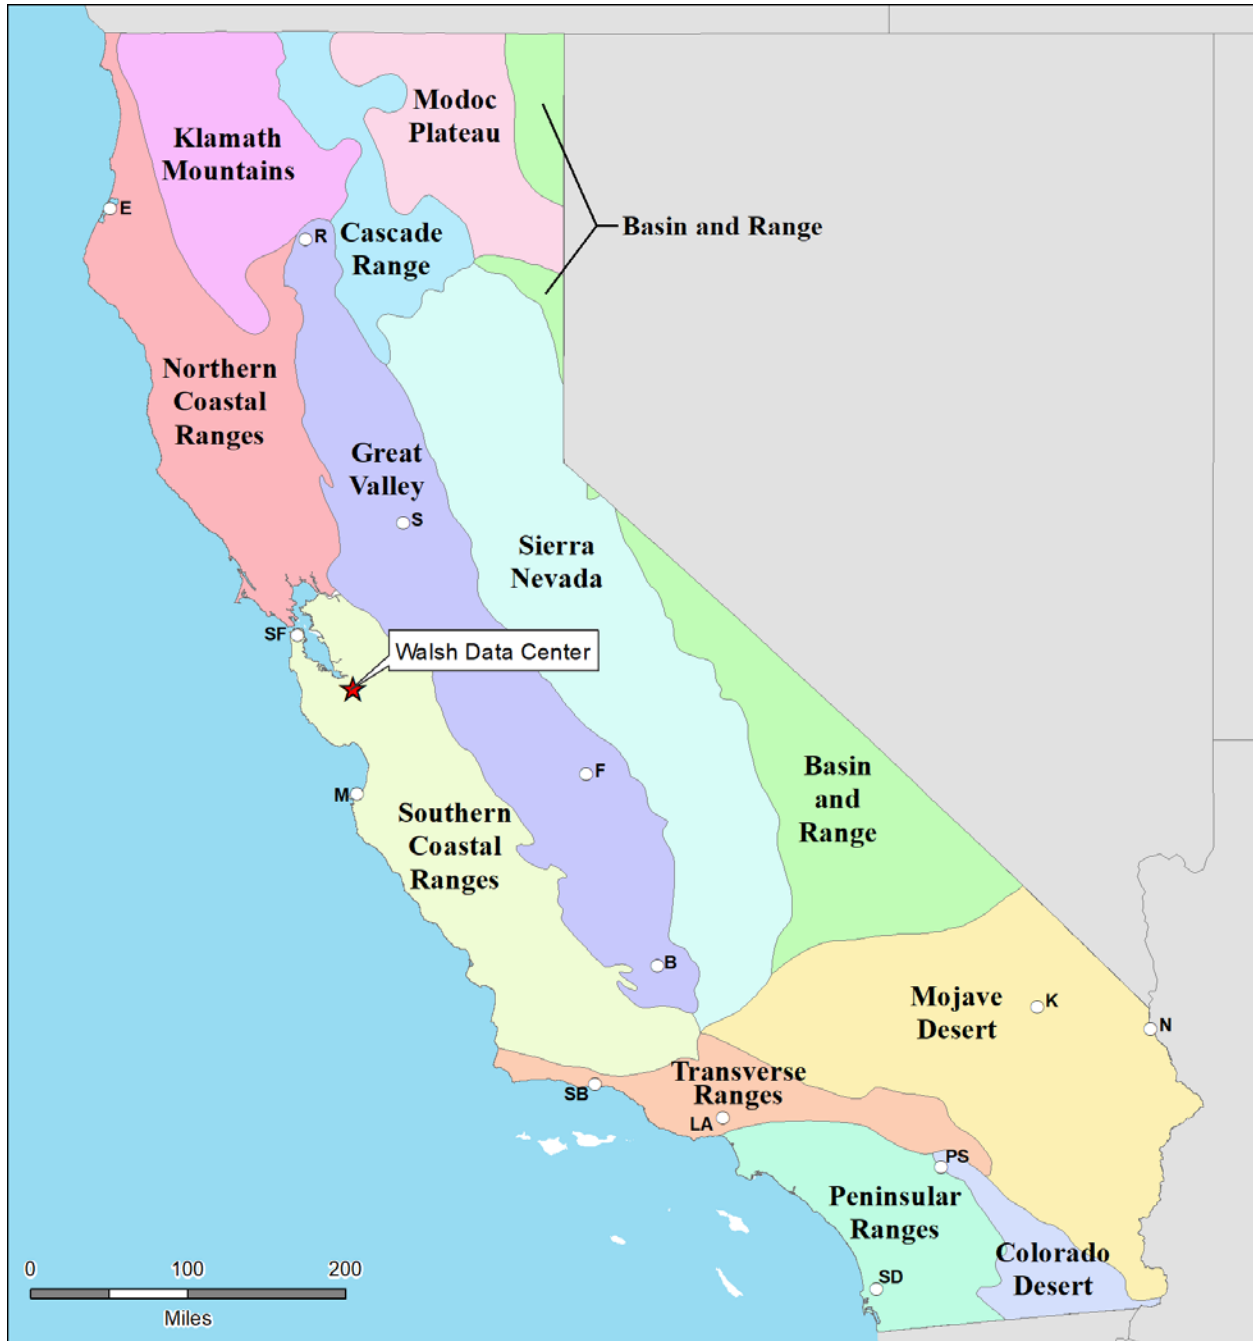 Klamath
Mountains
Modoc
Plateau
E
R
Cascade
Range
Basin and Range
Northern
Coastal
Ranges
Great
Valley
S
Sierra
Nevada
SF
Walsh Data Center
M
F
Southern
Coastal
Ranges
Basin
and
Range
B
Mojave
Desert
K
N
Transverse
Ranges
SB
LA
PS
Peninsular
Ranges
Colorado
Desert
SD
0 100 200
Miles